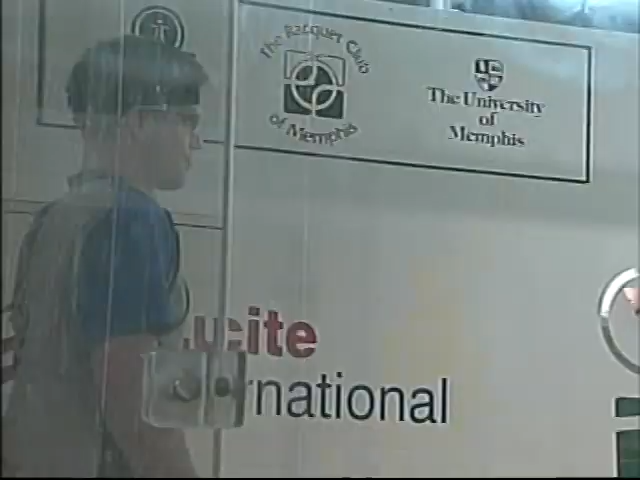 The Racquet Club
of Memphis
The University
of
Memphis
ucite
rnational